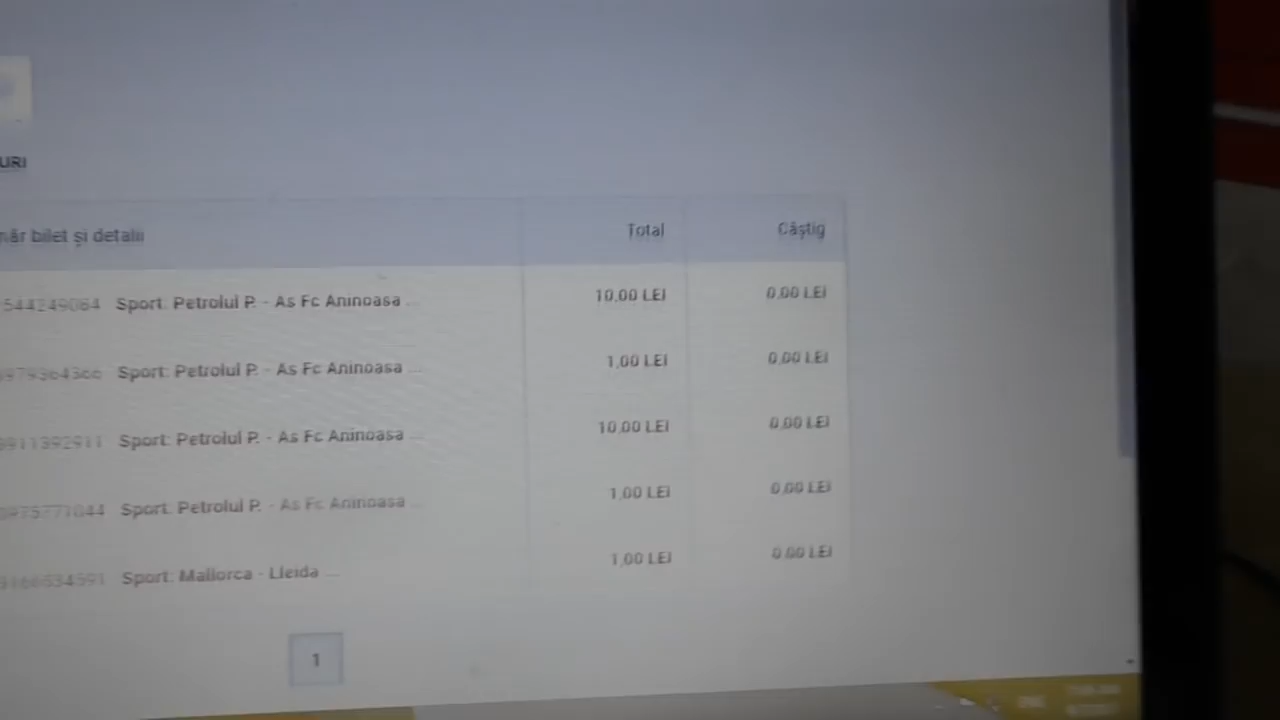 URI
măr bilet și detalii Total Câștig
544249084 Sport: Petrolul P. - As Fc Aninoasa ... 10,00 LEI 0,00 LEI
Sport: Petrolul P. - As Fc Aninoasa ... 1,00 LEI 0,00 LEI
9911392911 Sport: Petrolul P. - As Fc Aninoasa ... 10,00 LEI 0,00 LEI
Sport: Petrolul P. - As Fc Aninoasa ... 1,00 LEI 0,00 LEI
Sport: Mallorca - Lleida ... 1,00 LEI 0,00 LEI
1